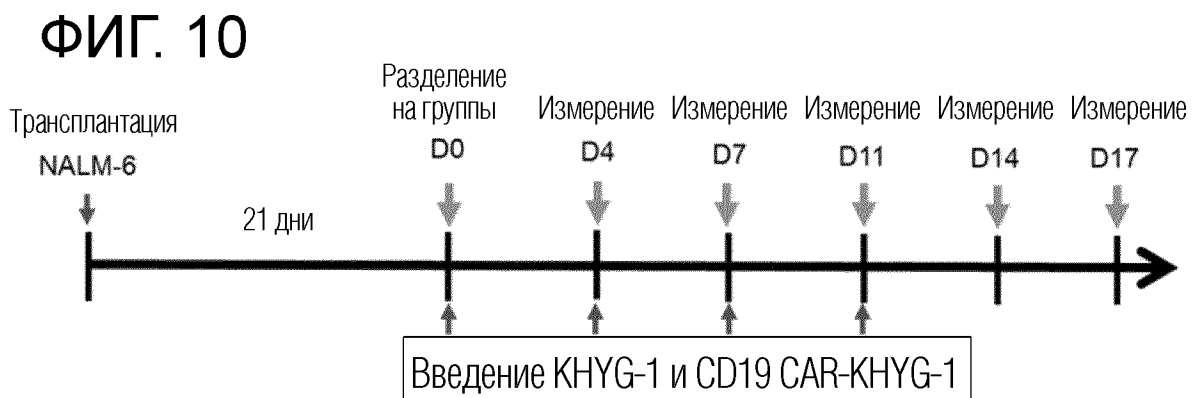 ФИГ. 10
Трансплантация
NALM-6
21 дни
Разделение
на группы
D0
Измерение
D4
Измерение
D7
Измерение
D11
Измерение
D14
Измерение
D17
Введение KHYG-1 и CD19 CAR-KHYG-1